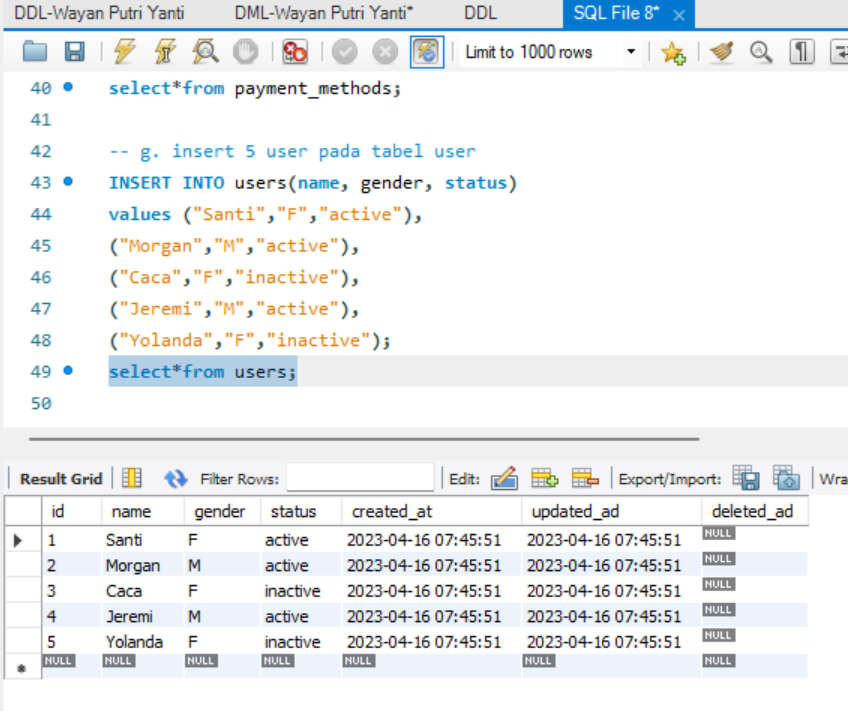 DDL-Wayan Putri Yanti DML-Wayan Putri Yanti* DDL SQL File 8* ×
Limit to 1000 rows
40 select*from payment_methods;
41
42 -- g. insert 5 user pada tabel user
43 INSERT INTO users(name, gender, status)
44 values ("Santi","F","active"),
45 ("Morgan","M","active"),
46 ("Caca","F","inactive"),
47 ("Jeremi","M","active"),
48 ("Yolanda","F","inactive");
49 select*from users;
50
Result Grid Filter Rows: Edit: Export/Import: Wra
id name gender status created_at updated_ad deleted_ad
1 Santi F active 2023-04-16 07:45:51 2023-04-16 07:45:51 NULL
2 Morgan M active 2023-04-16 07:45:51 2023-04-16 07:45:51 NULL
3 Caca F inactive 2023-04-16 07:45:51 2023-04-16 07:45:51 NULL
4 Jeremi M active 2023-04-16 07:45:51 2023-04-16 07:45:51 NULL
5 Yolanda F inactive 2023-04-16 07:45:51 2023-04-16 07:45:51 NULL
NULL NULL NULL NULL NULL NULL NULL